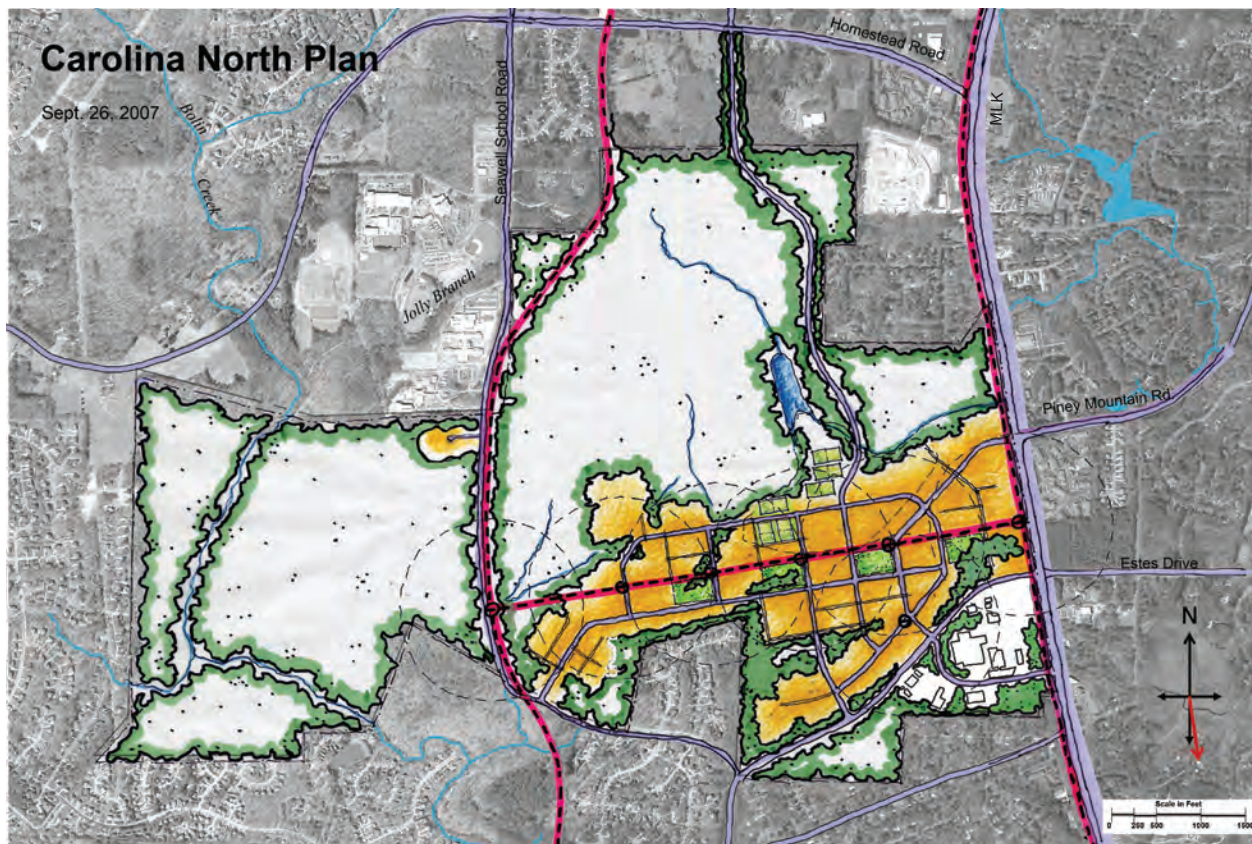 Carolina North Plan
Sept. 26, 2007
Homestead Road
Bolin
Creek
Seawell School Road
MLK
Jolly Branch
Piney Mountain Rd.
Estes Drive
N
Scale in Feet
0 250 500 1000 1500